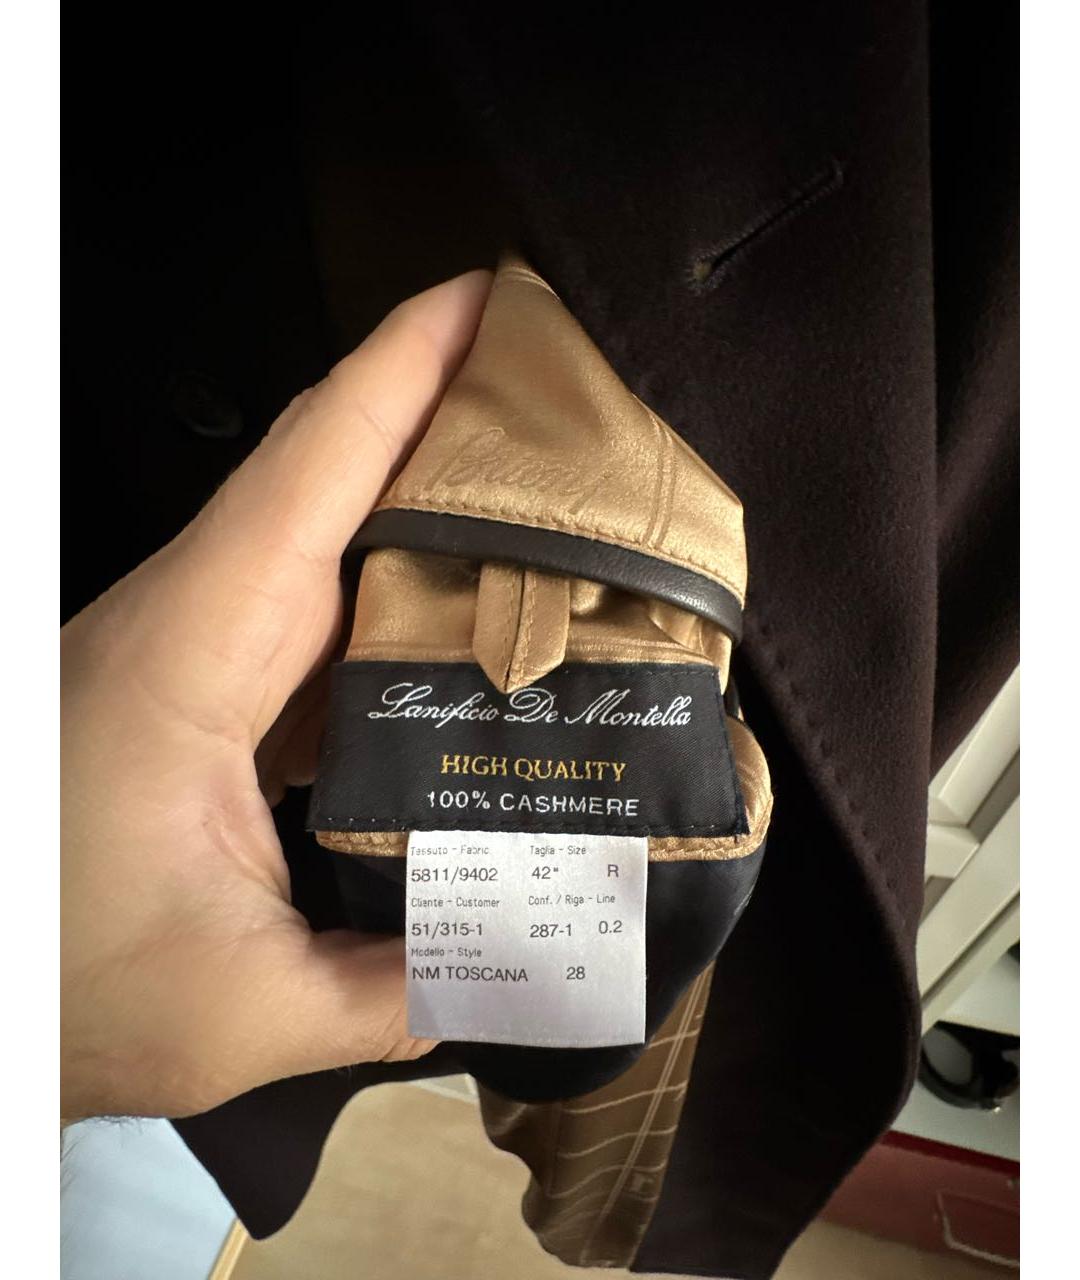 Brioni
Lanificio De Montella
HIGH QUALITY
100% CASHMERE
Tessuto - Fabric Taglia - Size
5811/9402 42" R
Cliente - Customer Conf. / Riga - Line
51/315-1 287-1 0.2
Modello - Style
NM TOSCANA 28